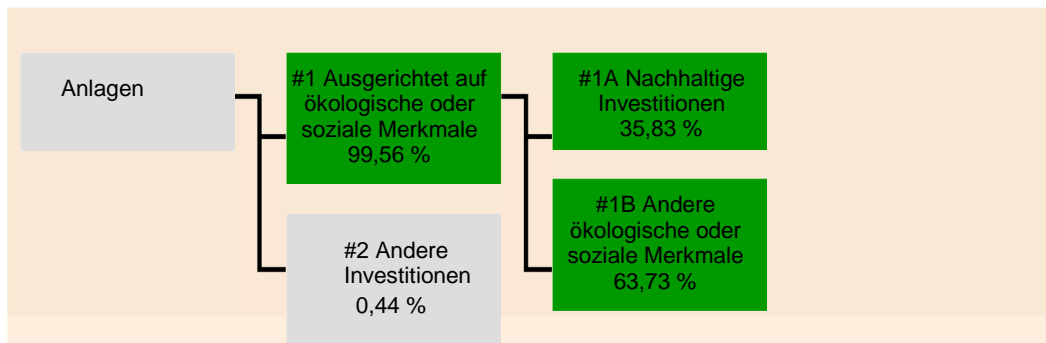 Anlagen
#1 Ausgerichtet auf
ökologische oder
soziale Merkmale
99,56 %
#2 Andere
Investitionen
0,44 %
#1A Nachhaltige
Investitionen
35,83 %
#1B Andere
ökologische oder
soziale Merkmale
63,73 %